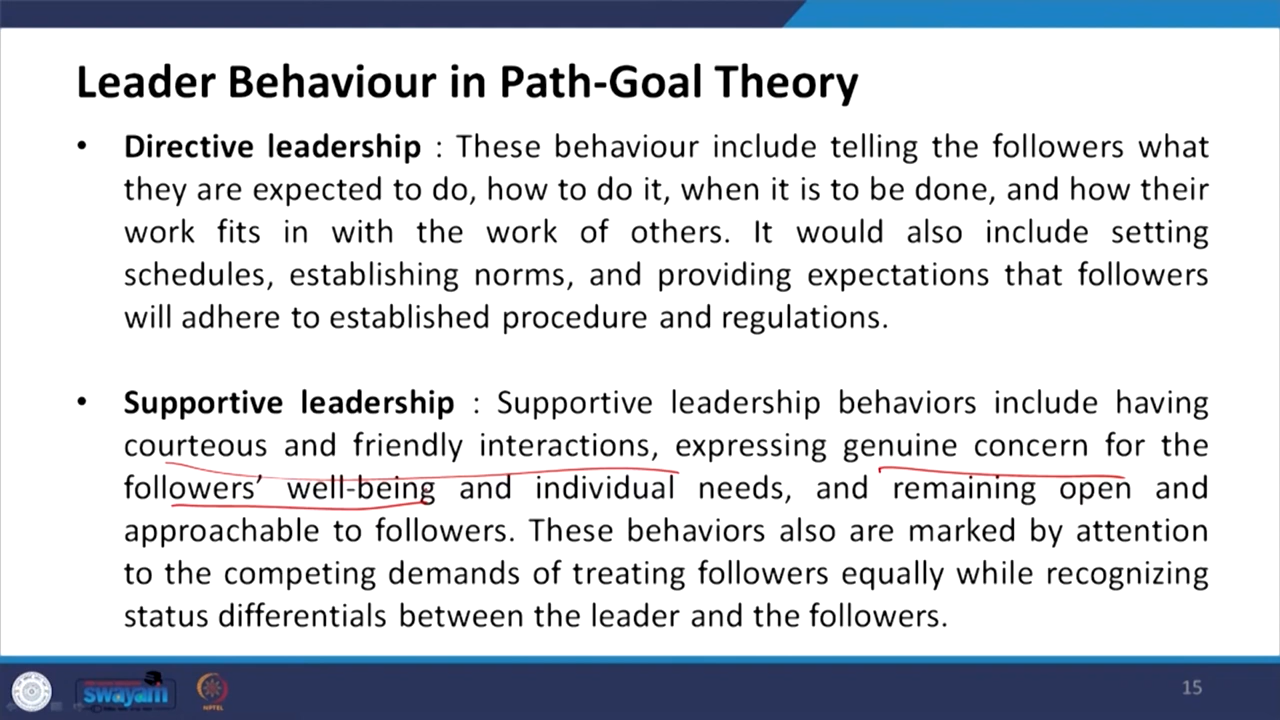 Leader Behaviour in Path-Goal Theory
• Directive leadership : These behaviour include telling the followers what
they are expected to do, how to do it, when it is to be done, and how their
work fits in with the work of others. It would also include setting
schedules, establishing norms, and providing expectations that followers
will adhere to established procedure and regulations.
• Supportive leadership : Supportive leadership behaviors include having
courteous and friendly interactions, expressing genuine concern for the
followers’ well-being and individual needs, and remaining open and
approachable to followers. These behaviors also are marked by attention
to the competing demands of treating followers equally while recognizing
status differentials between the leader and the followers.
swayam
NPTEL
15